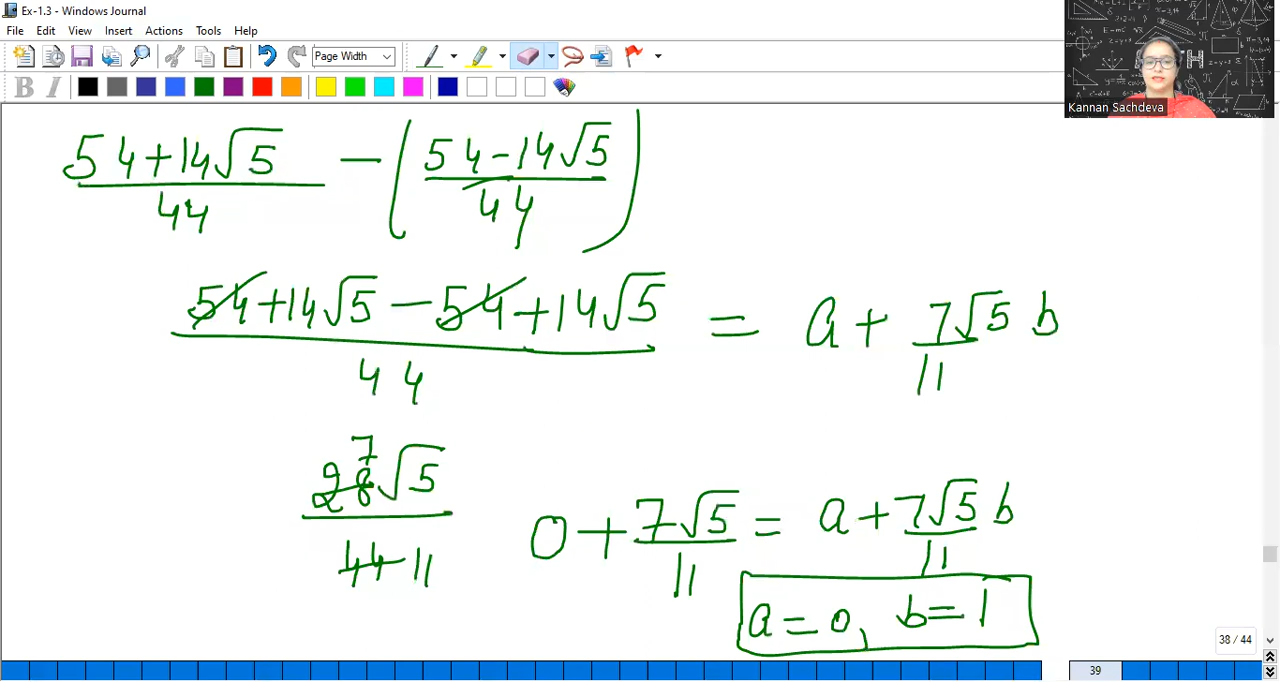 Ex-1.3 - Windows Journal
File Edit View Insert Actions Tools Help
Page Width
B I
Kannan Sachdeva
54+14√5 − (54−14√5)
44 44
54+14√5−54+14√5 = a+ 7√5 b
44 11
7
28√5
44 11
0+ 7√5 = a+ 7√5 b
11 11
a=0, b=1
38 / 44
39